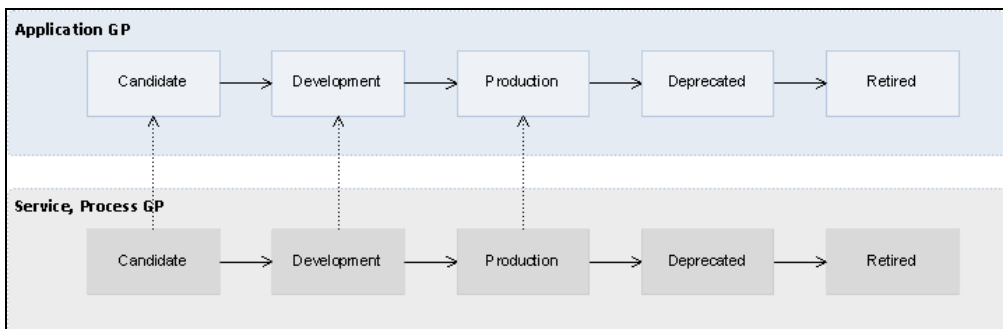 Application GP
Candidate Development Production Deprecated Retired
Service, Process GP
Candidate Development Production Deprecated Retired